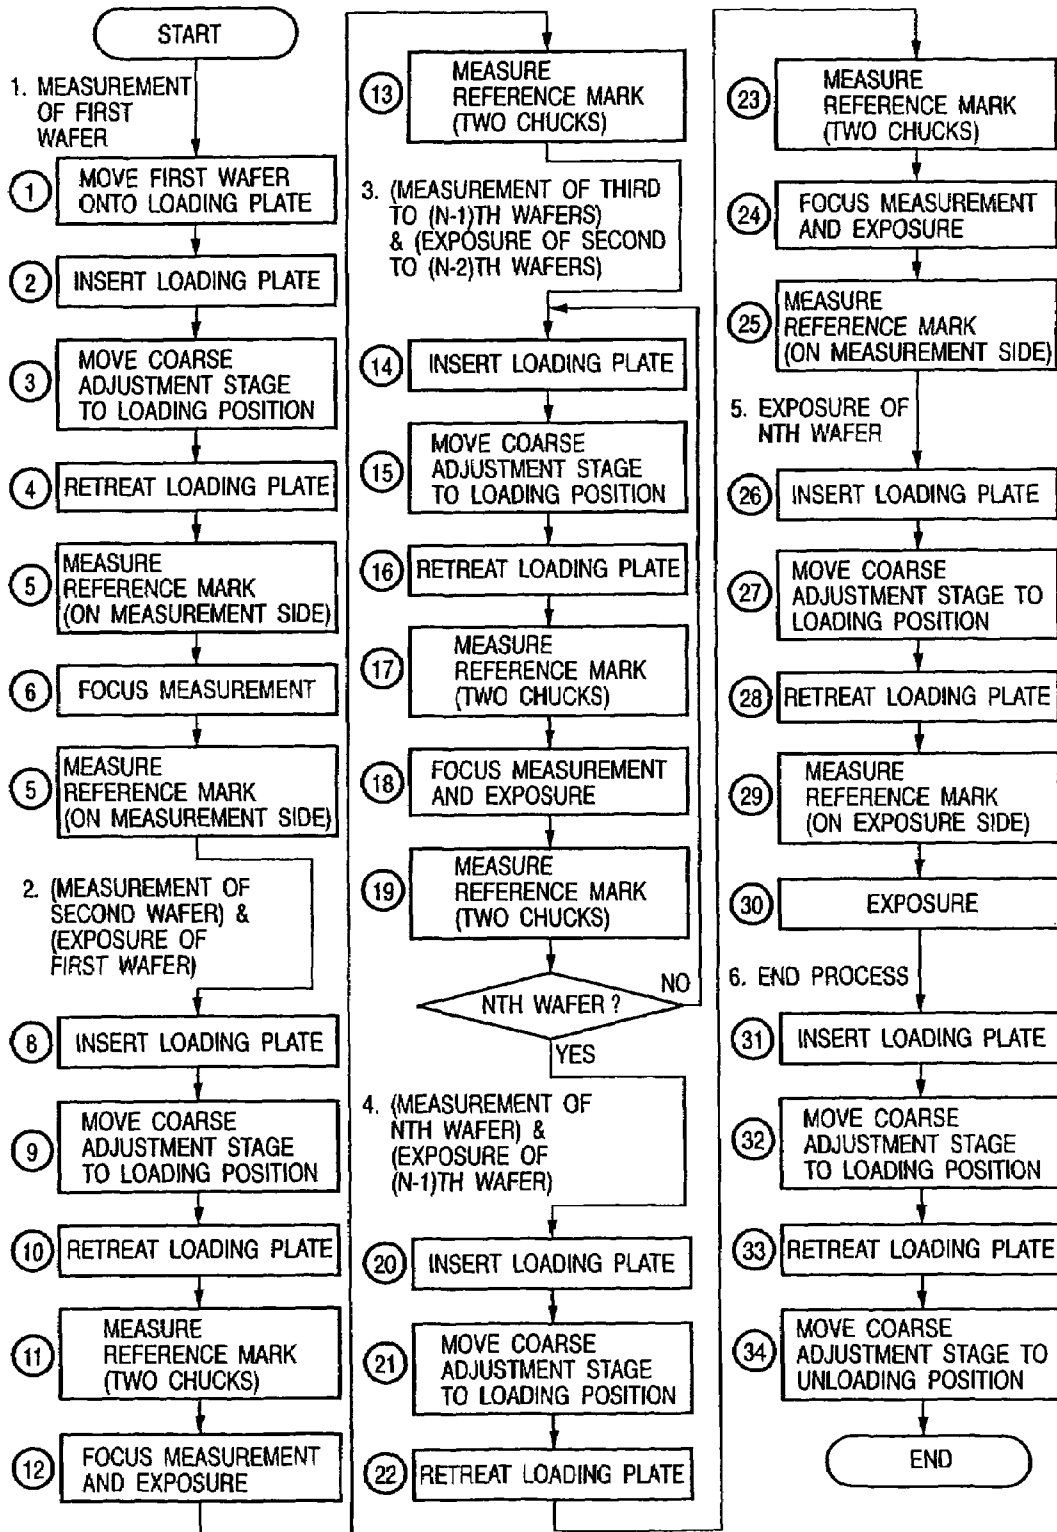 START
1. MEASUREMENT
OF FIRST
WAFER
1
MOVE FIRST WAFER
ONTO LOADING PLATE
2
INSERT LOADING PLATE
3
MOVE COARSE
ADJUSTMENT STAGE
TO LOADING POSITION
4
RETREAT LOADING PLATE
5
MEASURE
REFERENCE MARK
(ON MEASUREMENT SIDE)
6
FOCUS MEASUREMENT
5
MEASURE
REFERENCE MARK
(ON MEASUREMENT SIDE)
2. (MEASUREMENT OF
SECOND WAFER) &
(EXPOSURE OF
FIRST WAFER)
8
INSERT LOADING PLATE
9
MOVE COARSE
ADJUSTMENT STAGE
TO LOADING POSITION
10
RETREAT LOADING PLATE
11
MEASURE
REFERENCE MARK
(TWO CHUCKS)
12
FOCUS MEASUREMENT
AND EXPOSURE
13
MEASURE
REFERENCE MARK
(TWO CHUCKS)
3. (MEASUREMENT OF THIRD
TO (N-1)TH WAFERS)
& (EXPOSURE OF SECOND
TO (N-2)TH WAFERS)
14
INSERT LOADING PLATE
15
MOVE COARSE
ADJUSTMENT STAGE
TO LOADING POSITION
16
RETREAT LOADING PLATE
17
MEASURE
REFERENCE MARK
(TWO CHUCKS)
18
FOCUS MEASUREMENT
AND EXPOSURE
19
MEASURE
REFERENCE MARK
(TWO CHUCKS)
NTH WAFER ?
NO
YES
4. (MEASUREMENT OF
NTH WAFER) &
(EXPOSURE OF
(N-1)TH WAFER)
20
INSERT LOADING PLATE
21
MOVE COARSE
ADJUSTMENT STAGE
TO LOADING POSITION
22
RETREAT LOADING PLATE
23
MEASURE
REFERENCE MARK
(TWO CHUCKS)
24
FOCUS MEASUREMENT
AND EXPOSURE
25
MEASURE
REFERENCE MARK
(ON MEASUREMENT SIDE)
5. EXPOSURE OF
NTH WAFER
26
INSERT LOADING PLATE
27
MOVE COARSE
ADJUSTMENT STAGE TO
LOADING POSITION
28
RETREAT LOADING PLATE
29
MEASURE
REFERENCE MARK
(ON EXPOSURE SIDE)
30
EXPOSURE
6. END PROCESS
31
INSERT LOADING PLATE
32
MOVE COARSE
ADJUSTMENT STAGE
TO LOADING POSITION
33
RETREAT LOADING PLATE
34
MOVE COARSE
ADJUSTMENT STAGE TO
UNLOADING POSITION
END